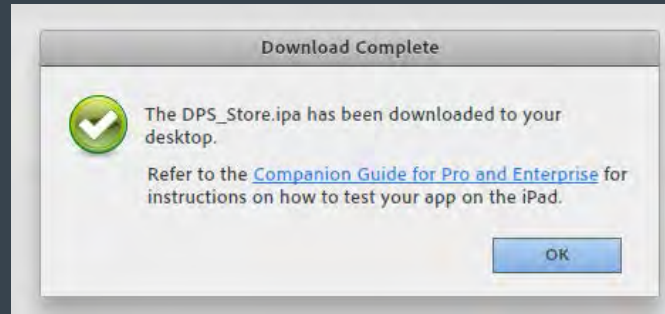 Download Complete
The DPS_Store.ipa has been downloaded to your
desktop.
Refer to the Companion Guide for Pro and Enterprise for
instructions on how to test your app on the iPad.
OK